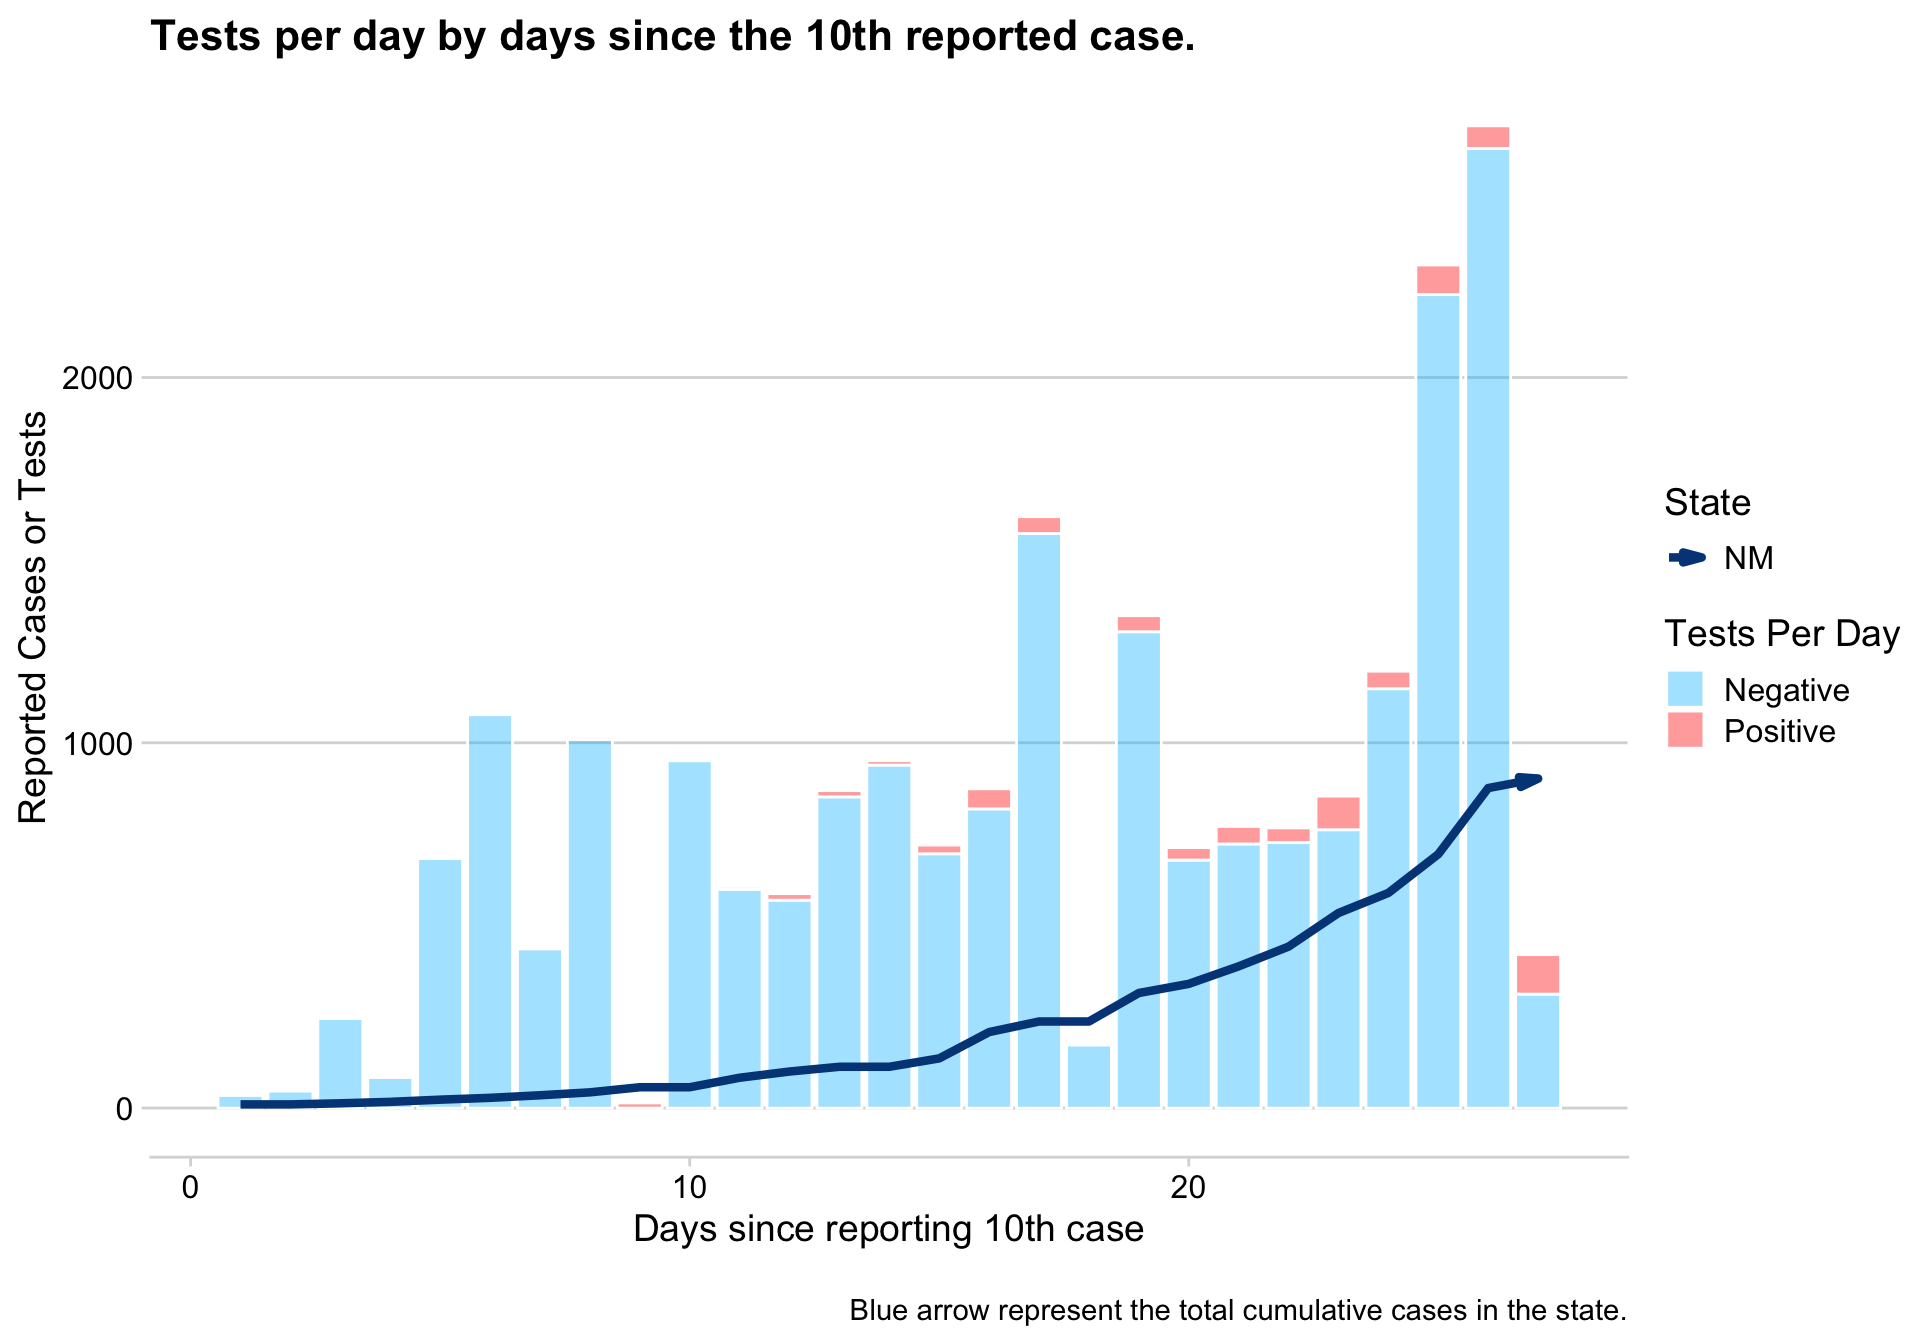 Tests per day by days since the 10th reported case.
Reported Cases or Tests
2000
1000
0
0 10 20
Days since reporting 10th case
State
NM
Tests Per Day
Negative
Positive
Blue arrow represent the total cumulative cases in the state.